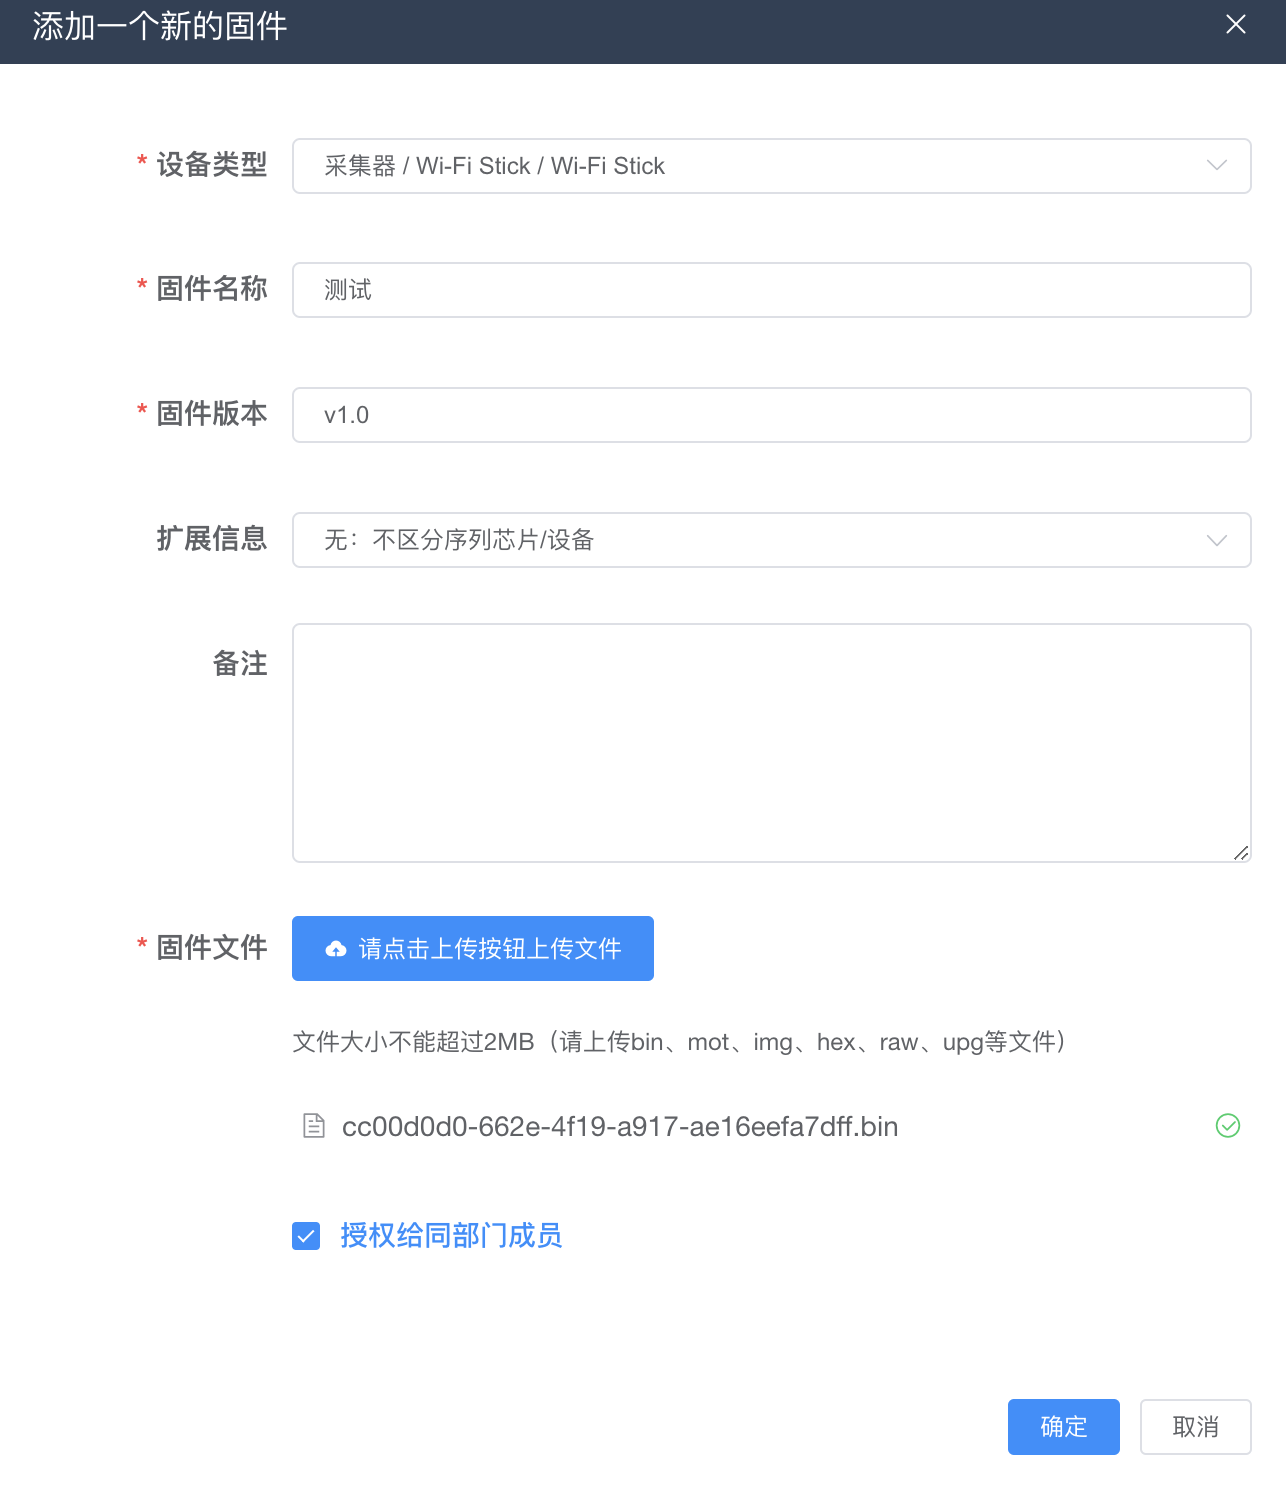 添加一个新的固件
* 设备类型
采集器 / Wi-Fi Stick / Wi-Fi Stick
* 固件名称
测试
* 固件版本
v1.0
扩展信息
无：不区分序列芯片/设备
备注
* 固件文件
请点击上传按钮上传文件
文件大小不能超过2MB（请上传bin、mot、img、hex、raw、upg等文件）
cc00d0d0-662e-4f19-a917-ae16eefa7dff.bin
授权给同部门成员
确定
取消